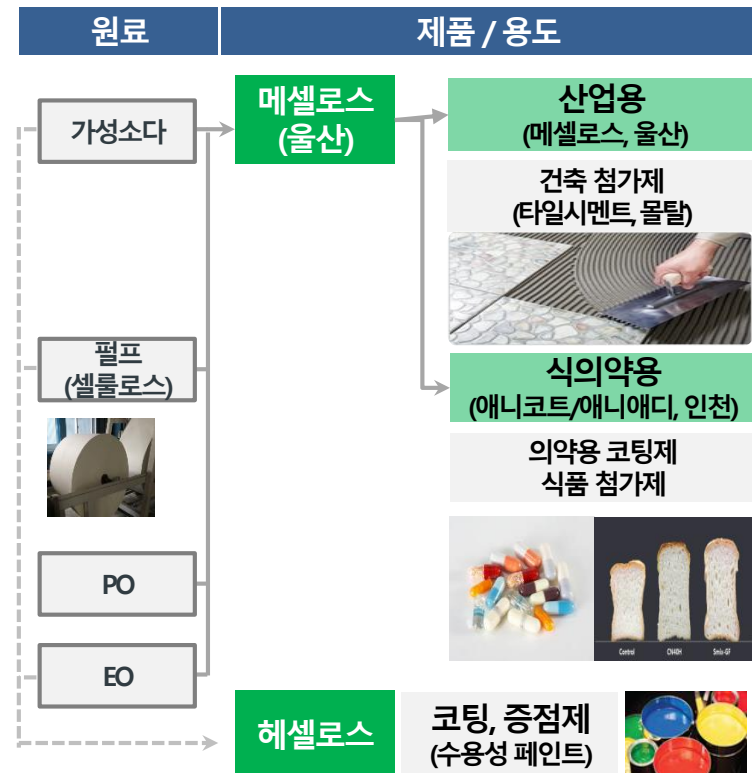 원료
제품 / 용도
가성소다
메셀로스
(울산)
산업용
(메셀로스, 울산)
건축 첨가제
(타일시멘트, 몰탈)
펄프
(셀룰로스)
식의약용
(애니코트/애니애디, 인천)
의약용 코팅제
식품 첨가제
Control
CN40H
Smis-GF
PO
EO
헤셀로스
코팅, 증점제
(수용성 페인트)